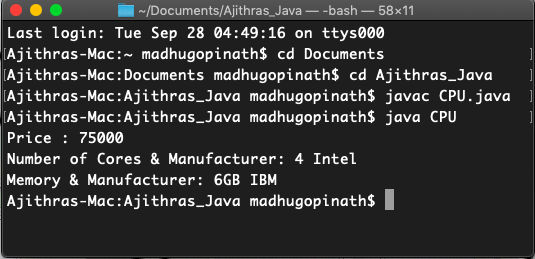 ~/Documents/Ajithras_Java — -bash — 58×11
Last login: Tue Sep 28 04:49:16 on ttys000
[Ajithras-Mac:~ madhugopinath$ cd Documents ]
[Ajithras-Mac:Documents madhugopinath$ cd Ajithras_Java ]
[Ajithras-Mac:Ajithras_Java madhugopinath$ javac CPU.java ]
[Ajithras-Mac:Ajithras_Java madhugopinath$ java CPU ]
Price : 75000
Number of Cores & Manufacturer: 4 Intel
Memory & Manufacturer: 6GB IBM
Ajithras-Mac:Ajithras_Java madhugopinath$